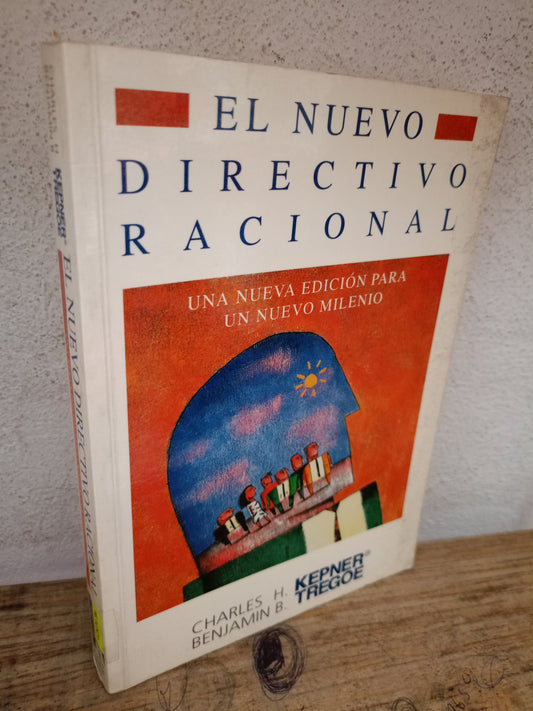 EL NUEVO
DIRECTIVO
RACIONAL
UNA NUEVA EDICIÓN PARA
UN NUEVO MILENIO
CHARLES H. KEPNER®
BENJAMIN B. TREGOE
KEPNER
EL NUEVO DIRECTIVO RACIONAL